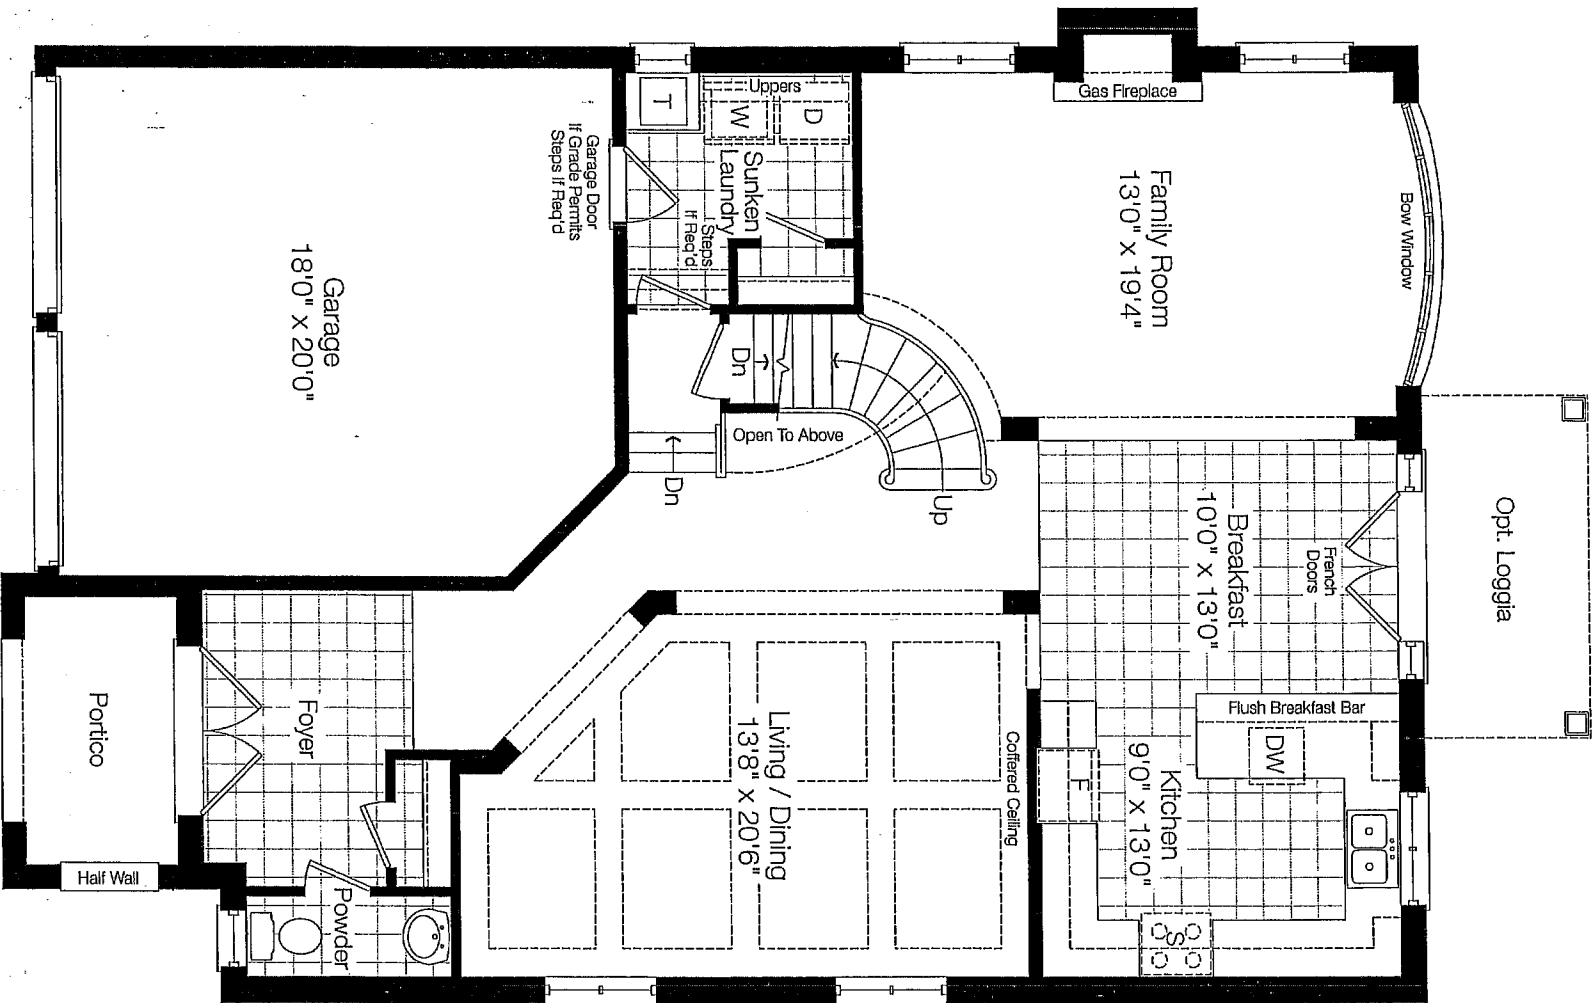 Gas Fireplace
Uppers
T
W
D
Sunken
Laundry
Garage Door
If Grade Permits
Steps If Req'd
Steps
If Req'd
Family Room
13'0" x 19'4"
Bow Window
Garage
18'0" x 20'0"
Dn
Open To Above
Dn
Up
Breakfast
10'0" x 13'0"
French
Doors
Opt. Loggia
Flush Breakfast Bar
DW
Kitchen
9'0" x 13'0"
F
S
Coffered Ceiling
Living / Dining
13'8" x 20'6"
Foyer
Portico
Half Wall
Powder